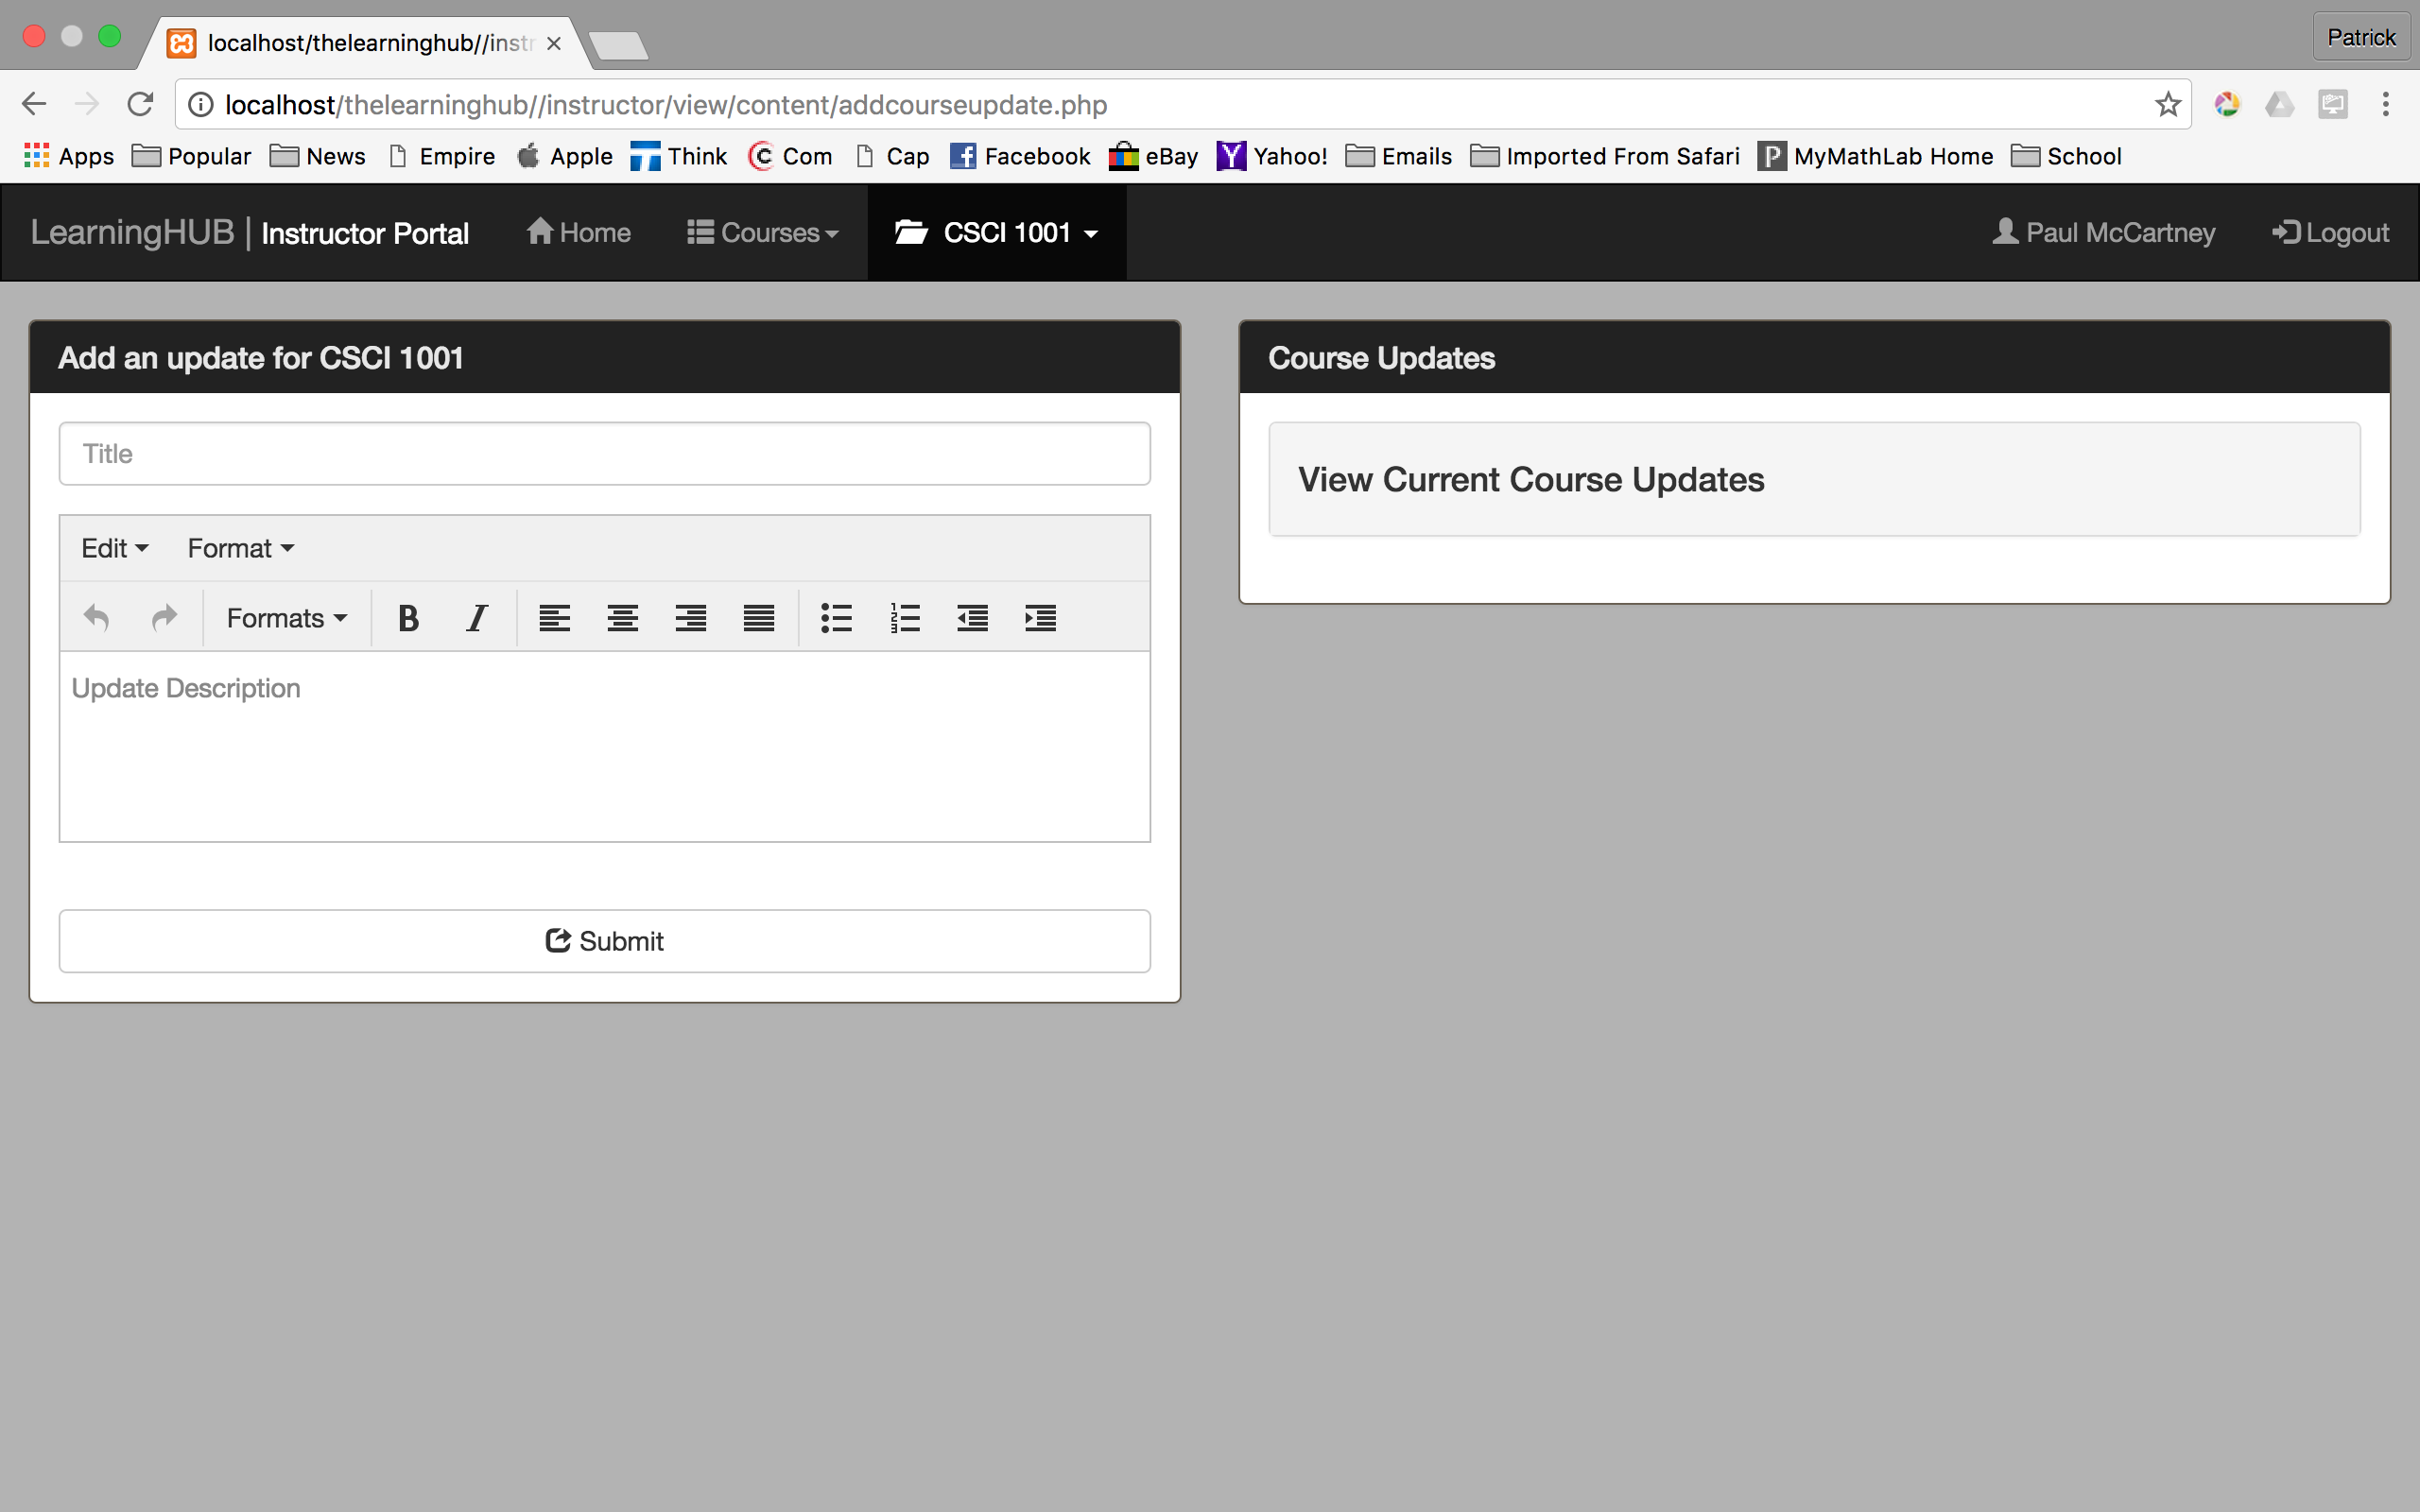 localhost/thelearninghub//instr
Patrick
localhost/thelearninghub//instructor/view/content/addcourseupdate.php
Apps Popular News Empire Apple Think Com Cap Facebook eBay Yahoo! Emails Imported From Safari MyMathLab Home School
LearningHUB | Instructor Portal Home Courses CSCI 1001 Paul McCartney Logout
Add an update for CSCI 1001
Title
Edit Format
Formats B I
Update Description
Submit
Course Updates
View Current Course Updates